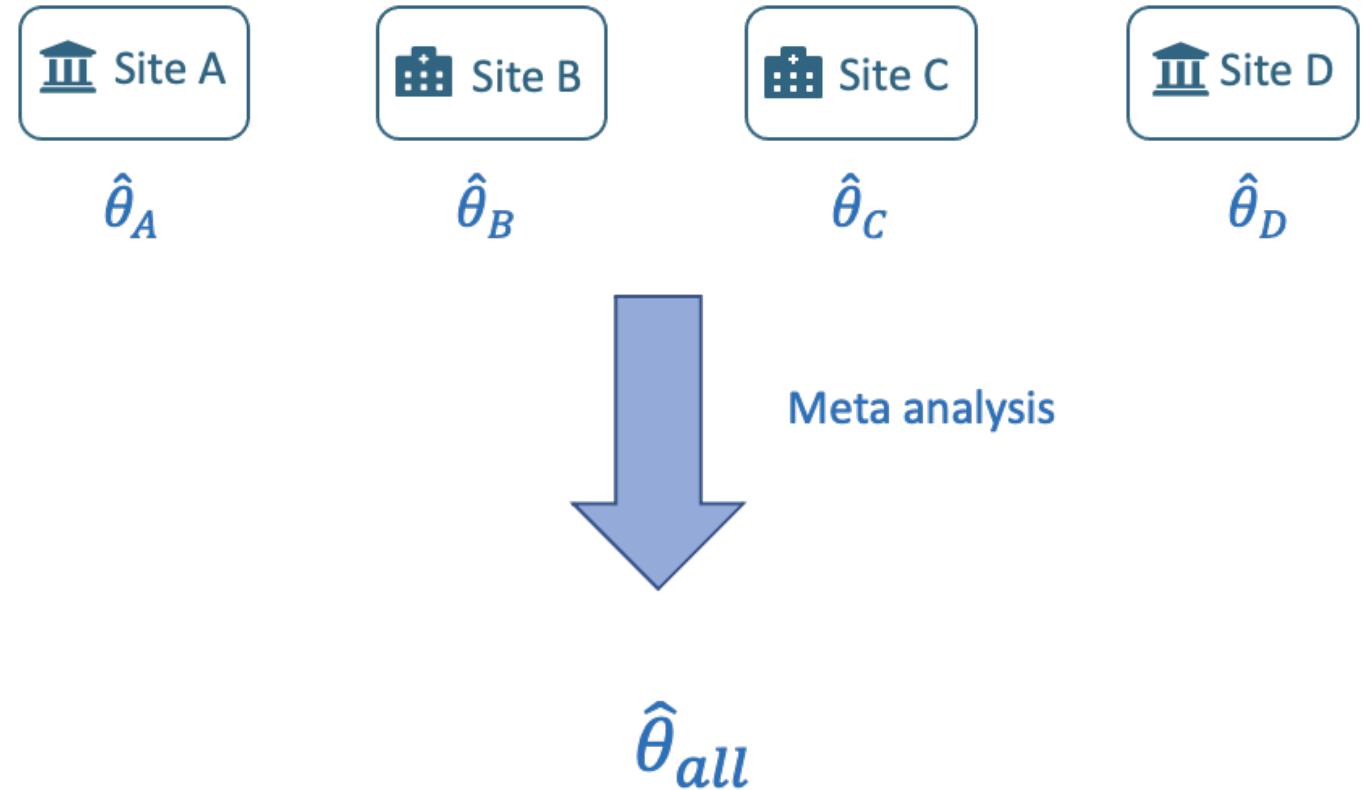 Site A Site B Site C Site D
θ̂_A θ̂_B θ̂_C θ̂_D
Meta analysis
θ̂_all